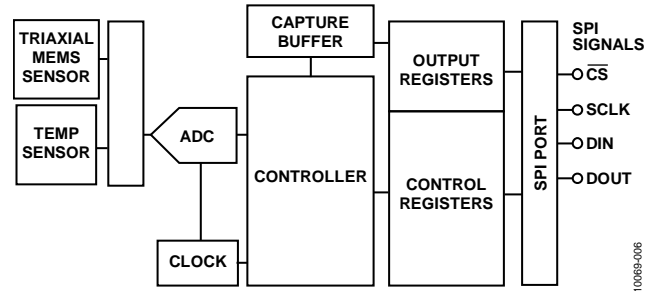 TRIAXIAL
MEMS
SENSOR
TEMP
SENSOR
ADC
CLOCK
CAPTURE
BUFFER
CONTROLLER
OUTPUT
REGISTERS
CONTROL
REGISTERS
SPI PORT
SPI
SIGNALS
CS
SCLK
DIN
DOUT
10069-006